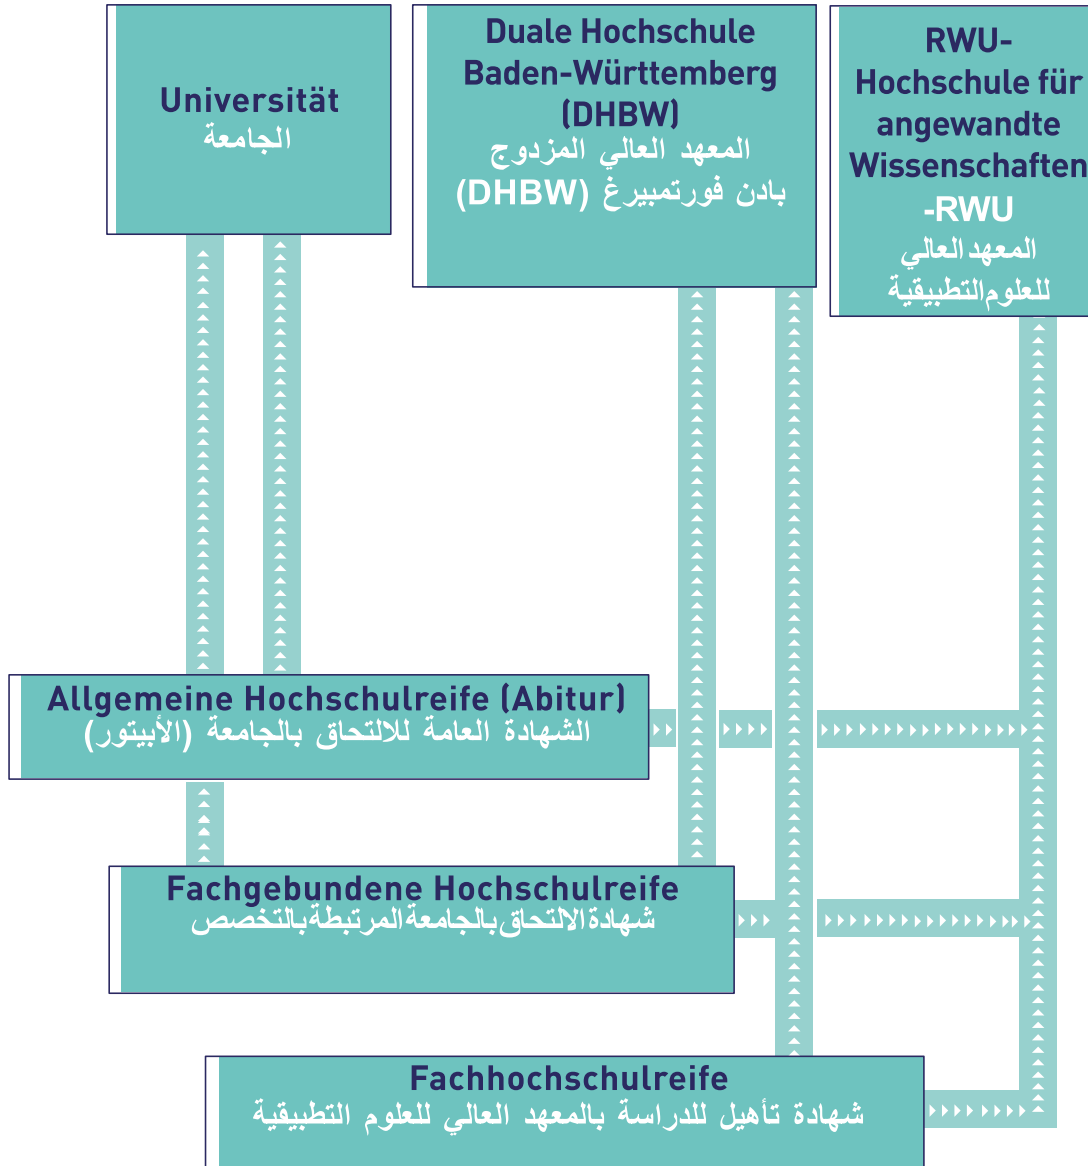 Universität
الجامعة
Duale Hochschule
Baden-Württemberg
(DHBW)
المعهد العالي المزدوج
بادن فورتمبيرغ (DHBW)
RWU-
Hochschule für
angewandte
Wissenschaften
-RWU
المعهد العالي
للعلوم التطبيقية
Allgemeine Hochschulreife (Abitur)
الشهادة العامة للالتحاق بالجامعة (الأبيتور)
Fachgebundene Hochschulreife
شهادة الالتحاق بالجامعة المرتبطة بالتخصص
Fachhochschulreife
شهادة تأهيل للدراسة بالمعهد العالي للعلوم التطبيقية